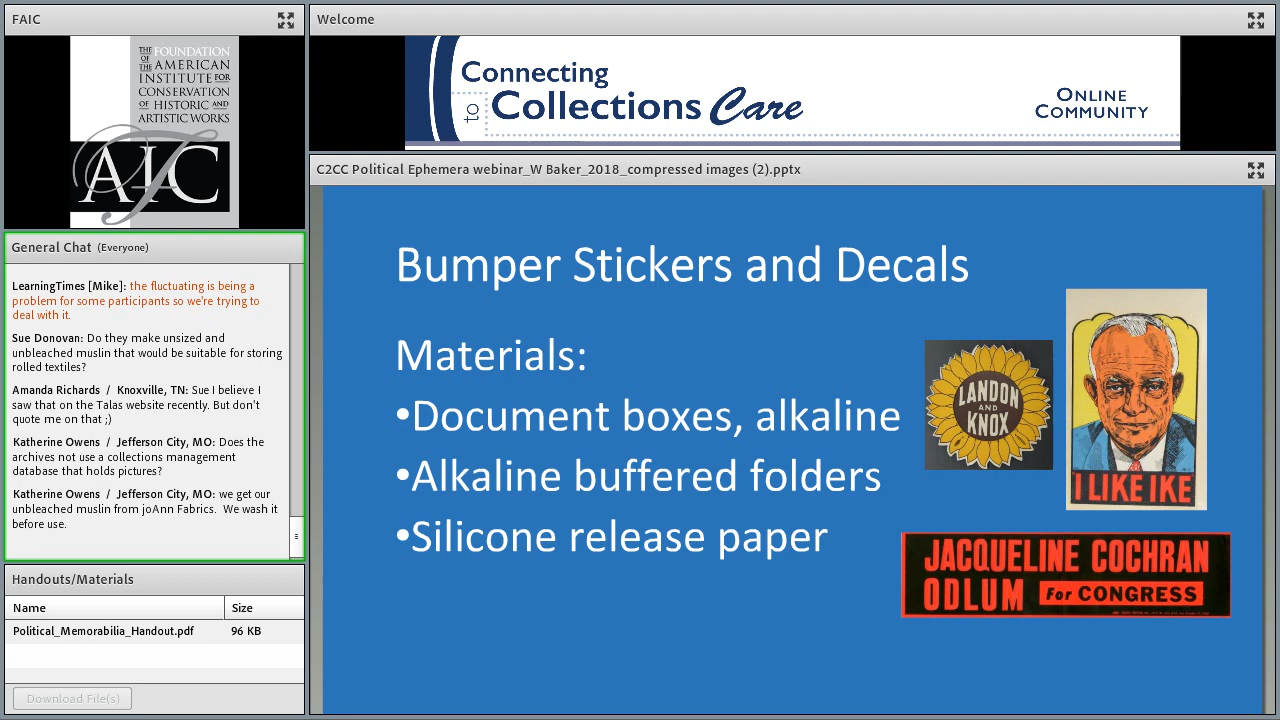 FAIC
THE FOUNDATION
OF THE AMERICAN
INSTITUTE FOR
CONSERVATION
OF HISTORIC AND
ARTISTIC WORKS
AIC
General Chat (Everyone)
LearningTimes [Mike]: the fluctuating is being a
problem for some participants so we're trying to
deal with it.
Sue Donovan: Do they make unsized and
unbleached muslin that would be suitable for storing
rolled textiles?
Amanda Richards / Knoxville, TN: Sue I believe I
saw that on the Talas website recently. But don't
quote me on that ;)
Katherine Owens / Jefferson City, MO: Does the
archives not use a collections management
database that holds pictures?
Katherine Owens / Jefferson City, MO: we get our
unbleached muslin from joAnn Fabrics. We wash it
before use.
Handouts/Materials
Name Size
Political_Memorabilia_Handout.pdf 96 KB
Download File(s)
Welcome
Connecting
to Collections Care
ONLINE
COMMUNITY
C2CC Political Ephemera webinar_W Baker_2018_compressed images (2).pptx
Bumper Stickers and Decals
Materials:
•Document boxes, alkaline
•Alkaline buffered folders
•Silicone release paper
LANDON
AND
KNOX
I LIKE IKE
JACQUELINE COCHRAN
ODLUM For CONGRESS